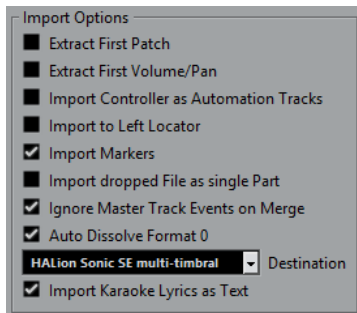 Import Options
Extract First Patch
Extract First Volume/Pan
Import Controller as Automation Tracks
Import to Left Locator
Import Markers
Import dropped File as single Part
Ignore Master Track Events on Merge
Auto Dissolve Format 0
HALion Sonic SE multi-timbral Destination
Import Karaoke Lyrics as Text